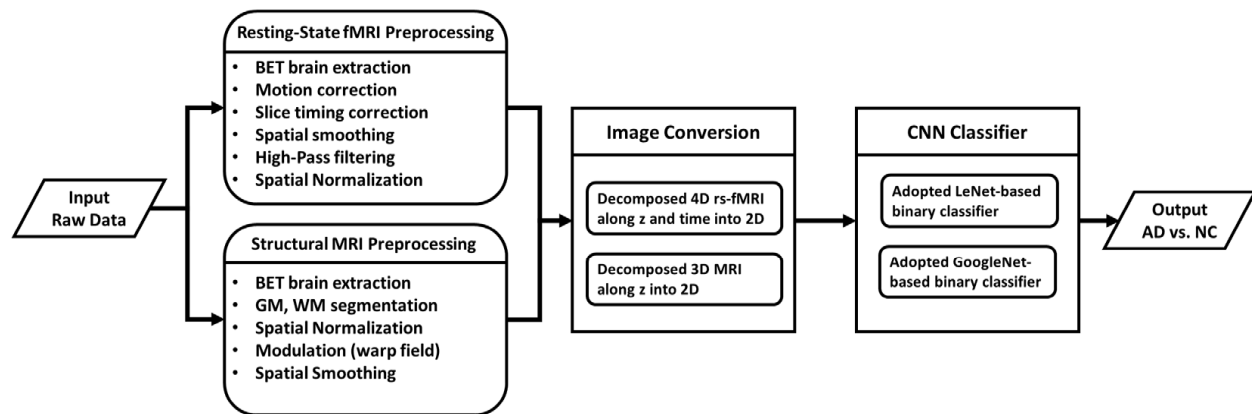 Input
Raw Data
Resting-State fMRI Preprocessing
• BET brain extraction
• Motion correction
• Slice timing correction
• Spatial smoothing
• High-Pass filtering
• Spatial Normalization
Structural MRI Preprocessing
• BET brain extraction
• GM, WM segmentation
• Spatial Normalization
• Modulation (warp field)
• Spatial Smoothing
Image Conversion
Decomposed 4D rs-fMRI
along z and time into 2D
Decomposed 3D MRI
along z into 2D
CNN Classifier
Adopted LeNet-based
binary classifier
Adopted GoogleNet-
based binary classifier
Output
AD vs. NC